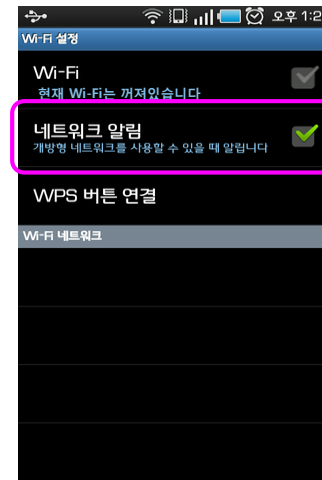 오후 1:2
Wi-Fi 설정
Wi-Fi
현재 Wi-Fi는 꺼져있습니다
네트워크 알림
개방형 네트워크를 사용할 수 있을 때 알립니다
WPS 버튼 연결
Wi-Fi 네트워크